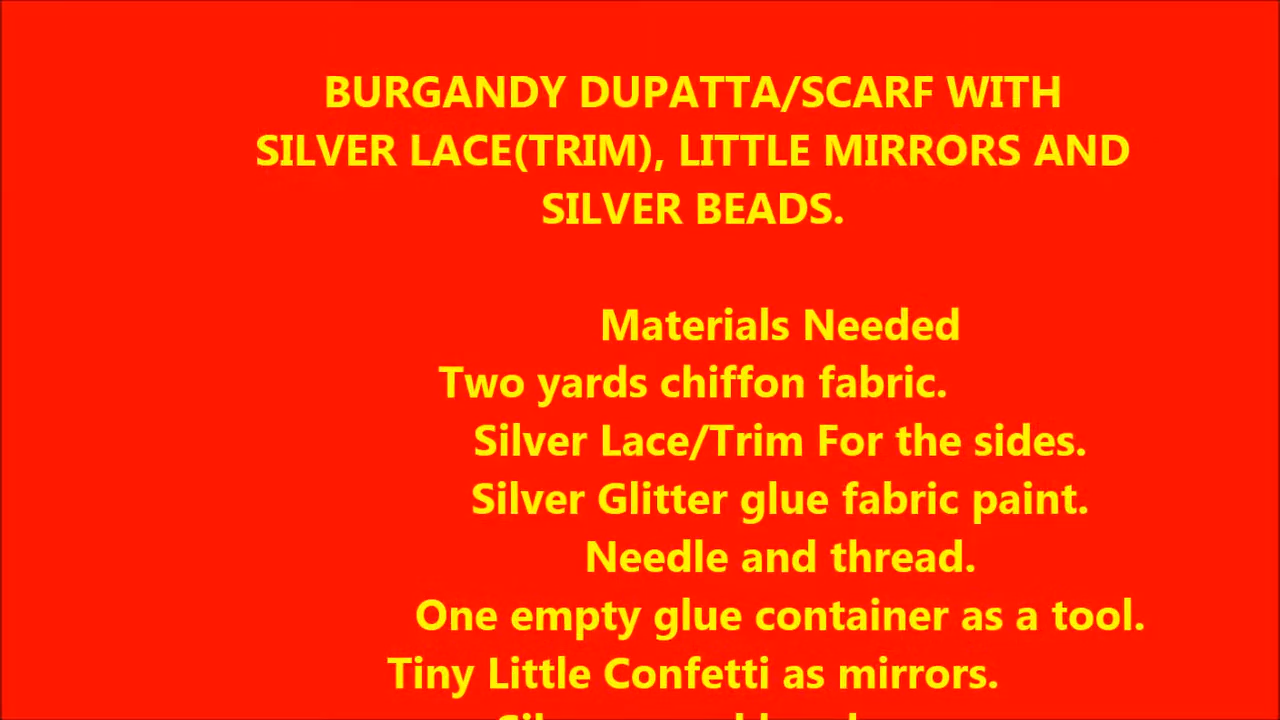 BURGANDY DUPATTA/SCARF WITH
SILVER LACE(TRIM), LITTLE MIRRORS AND
SILVER BEADS.
Materials Needed
Two yards chiffon fabric.
Silver Lace/Trim For the sides.
Silver Glitter glue fabric paint.
Needle and thread.
One empty glue container as a tool.
Tiny Little Confetti as mirrors.